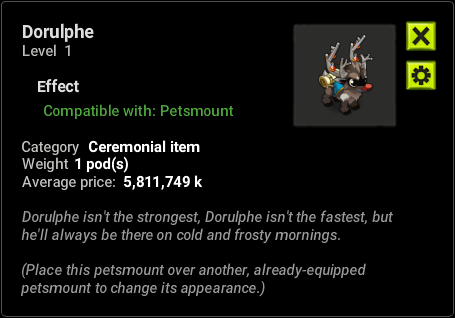 Dorulphe
Level 1
Effect
Compatible with: Petsmount
Category Ceremonial item
Weight 1 pod(s)
Average price: 5,811,749 k
Dorulphe isn't the strongest, Dorulphe isn't the fastest, but
he'll always be there on cold and frosty mornings.
(Place this petsmount over another, already-equipped
petsmount to change its appearance.)